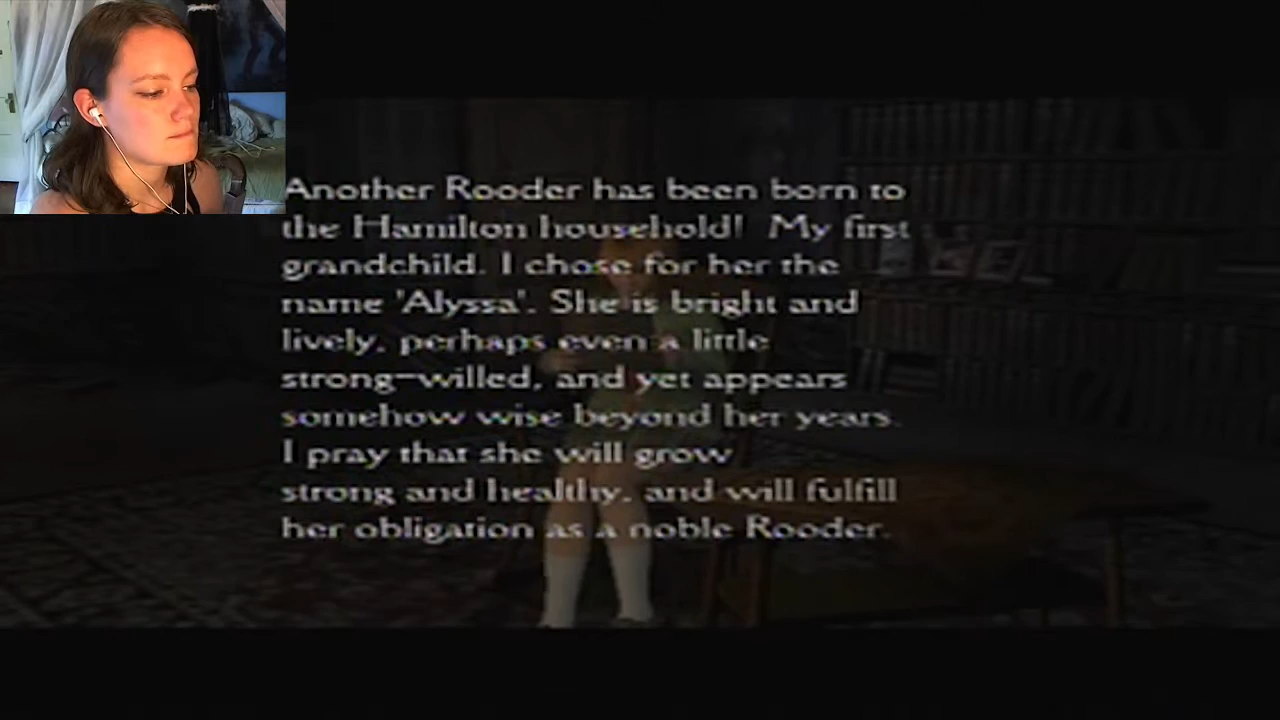 Another Rooder has been born to
the Hamilton household!  My first
grandchild. I chose for her the
name 'Alyssa'. She is bright and
lively, perhaps even a little
strong-willed, and yet appears
somehow wise beyond her years.
I pray that she will grow
strong and healthy, and will fulfill
her obligation as a noble Rooder.